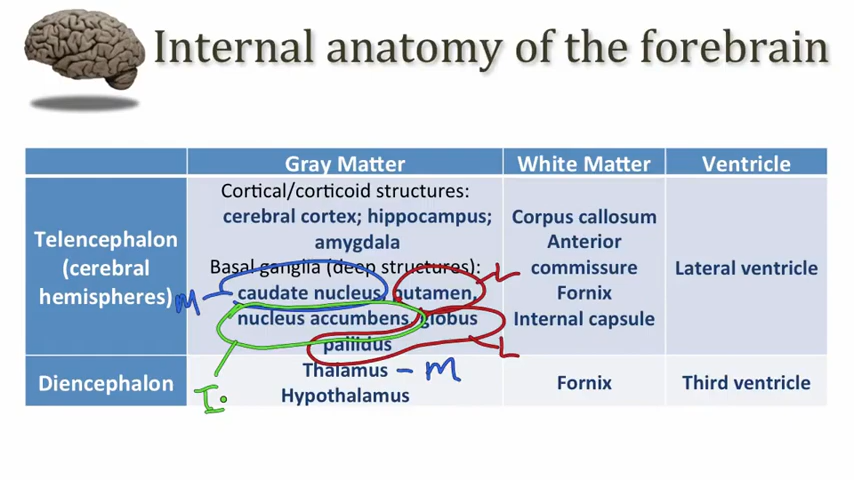 Internal anatomy of the forebrain
Gray Matter
White Matter
Ventricle
Telencephalon
(cerebral
hemispheres)
Cortical/corticoid structures:
cerebral cortex; hippocampus;
amygdala
Basal ganglia (deep structures):
caudate nucleus, putamen,
nucleus accumbens, globus
pallidus
Corpus callosum
Anterior
commissure
Fornix
Internal capsule
Lateral ventricle
Diencephalon
Thalamus
Hypothalamus
Fornix
Third ventricle
M
L
L
M
I.